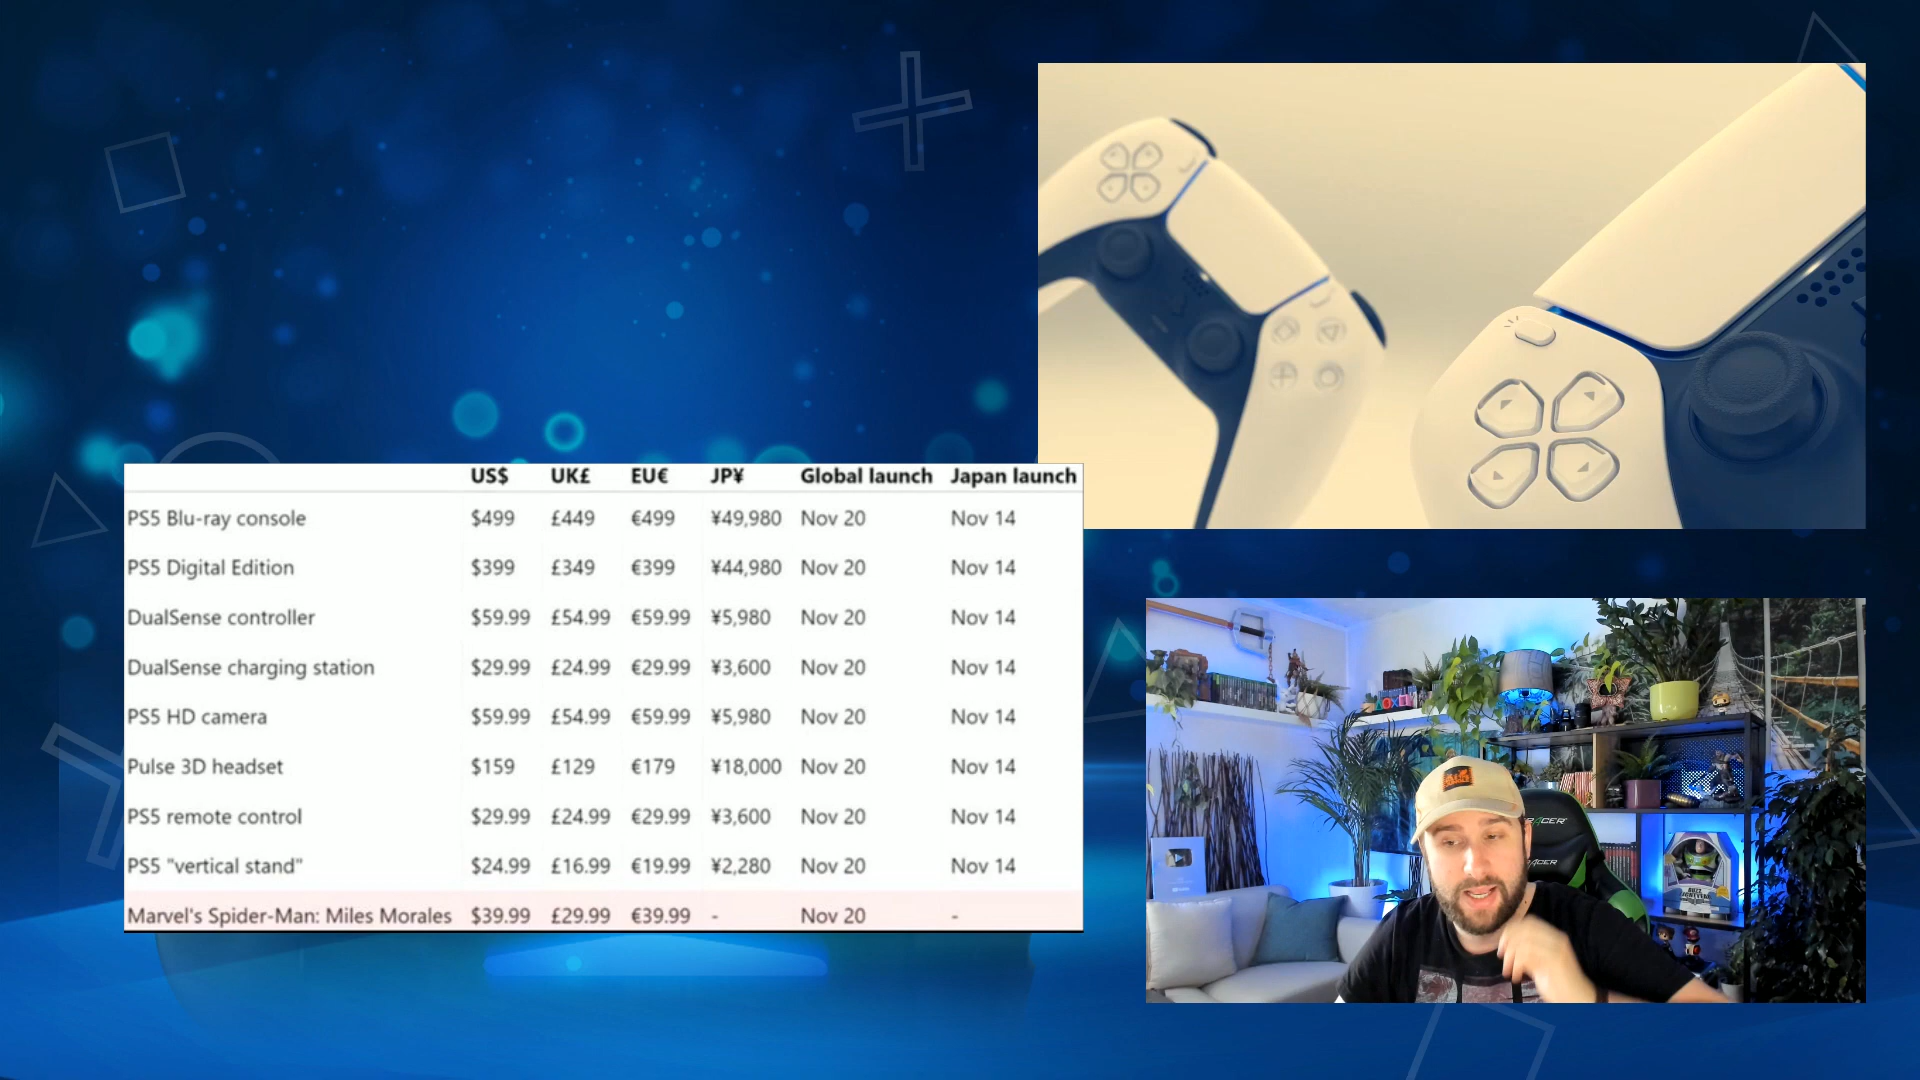 US$ UK£ EU€ JP¥ Global launch Japan launch
PS5 Blu-ray console $499 £449 €499 ¥49,980 Nov 20 Nov 14
PS5 Digital Edition $399 £349 €399 ¥44,980 Nov 20 Nov 14
DualSense controller $59.99 £54.99 €59.99 ¥5,980 Nov 20 Nov 14
DualSense charging station $29.99 £24.99 €29.99 ¥3,600 Nov 20 Nov 14
PS5 HD camera $59.99 £54.99 €59.99 ¥5,980 Nov 20 Nov 14
Pulse 3D headset $159 £129 €179 ¥18,000 Nov 20 Nov 14
PS5 remote control $29.99 £24.99 €29.99 ¥3,600 Nov 20 Nov 14
PS5 "vertical stand" $24.99 £16.99 €19.99 ¥2,280 Nov 20 Nov 14
Marvel's Spider-Man: Miles Morales $39.99 £29.99 €39.99 - Nov 20 -